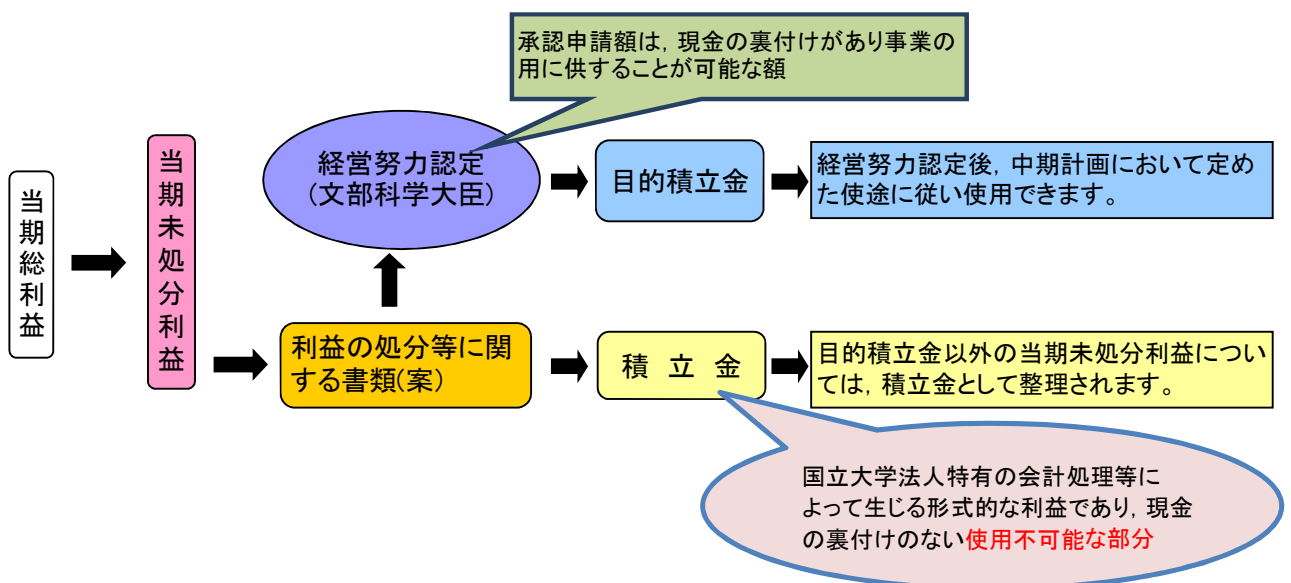 承認申請額は，現金の裏付けがあり事業の
用に供することが可能な額
当期総利益
当期未処分利益
経営努力認定
(文部科学大臣)
目的積立金
経営努力認定後，中期計画において定め
た使途に従い使用できます。
利益の処分等に関
する書類(案)
積 立 金
目的積立金以外の当期未処分利益につい
ては，積立金として整理されます。
国立大学法人特有の会計処理等に
よって生じる形式的な利益であり，現金
の裏付けのない使用不可能な部分